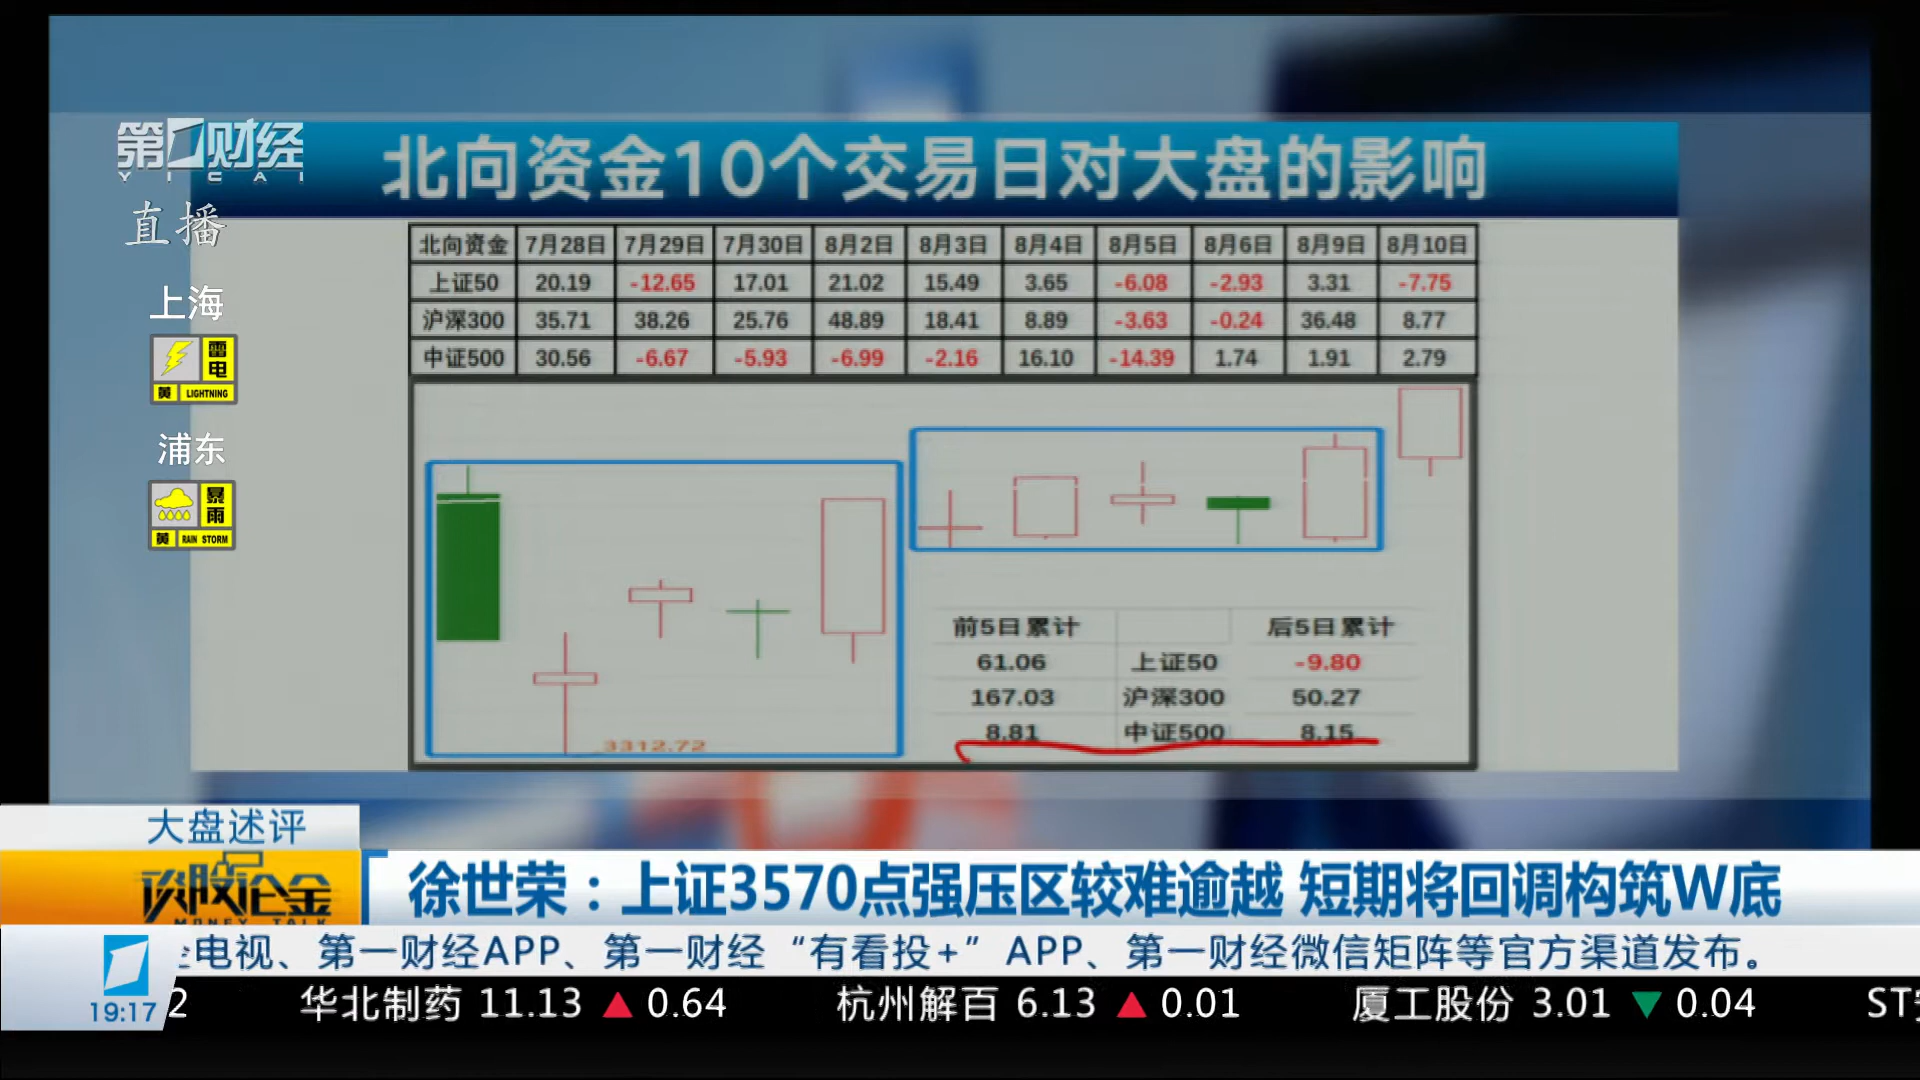 第1财经
YICAI
直播
上海
雷电
黄 LIGHTNING
浦东
暴雨
黄 RAIN STORM
北向资金10个交易日对大盘的影响
北向资金 7月28日 7月29日 7月30日 8月2日 8月3日 8月4日 8月5日 8月6日 8月9日 8月10日
上证50 20.19 -12.65 17.01 21.02 15.49 3.65 -6.08 -2.93 3.31 -7.75
沪深300 35.71 38.26 25.76 48.89 18.41 8.89 -3.63 -0.24 36.48 8.77
中证500 30.56 -6.67 -5.93 -6.99 -2.16 16.10 -14.39 1.74 1.91 2.79
3312.72
前5日累计 后5日累计
61.06 上证50 -9.80
167.03 沪深300 50.27
8.81 中证500 8.15
大盘述评
谈股论金
MONEY TALK
徐世荣：上证3570点强压区较难逾越 短期将回调构筑W底
电视、第一财经APP、第一财经“有看投+”APP、第一财经微信矩阵等官方渠道发布。
19:17
2 华北制药 11.13 ▲ 0.64 杭州解百 6.13 ▲ 0.01 厦工股份 3.01 ▼ 0.04 ST